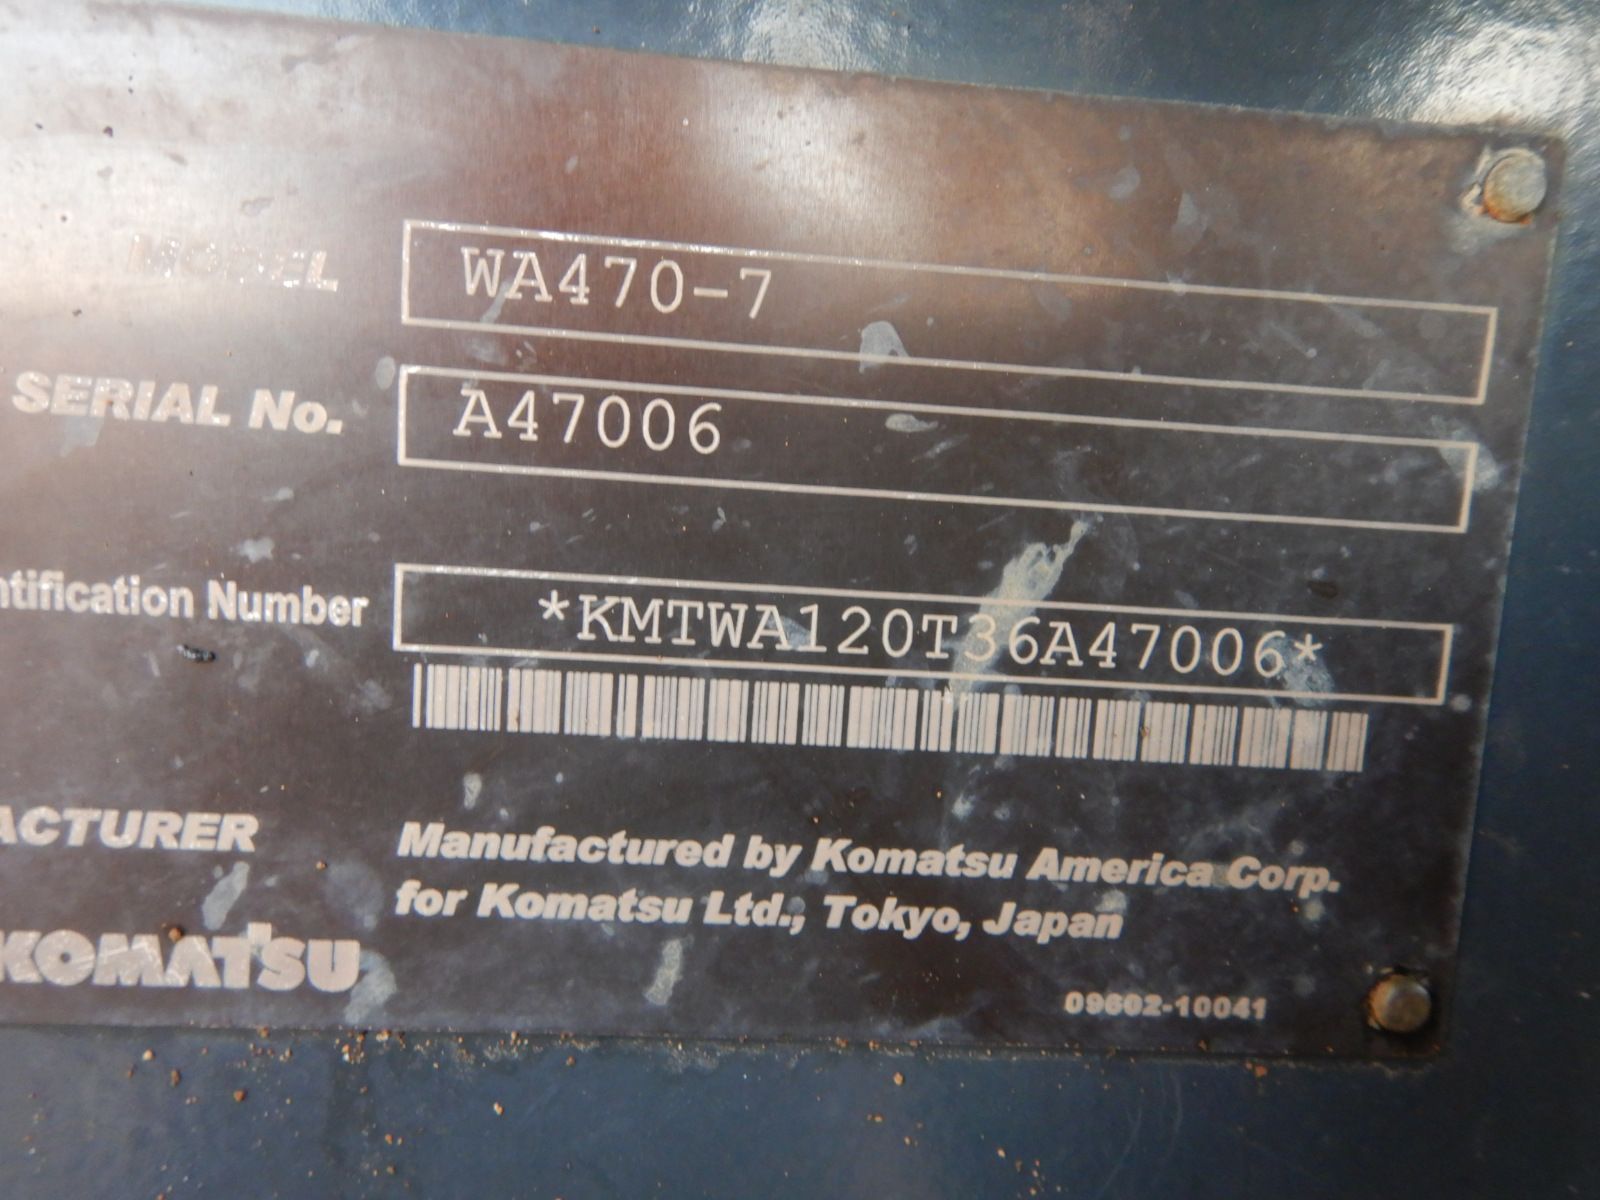 MODEL WA470-7
SERIAL No. A47006
ntification Number *KMTWA120T36A47006*
ACTURER Manufactured by Komatsu America Corp.
for Komatsu Ltd., Tokyo, Japan
KOMATSU
09602-10041